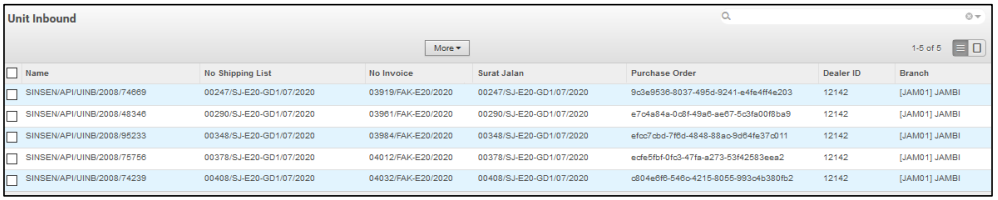 Unit Inbound
More
1-5 of 5
Name No Shipping List No Invoice Surat Jalan Purchase Order Dealer ID Branch
SINSEN/API/UINB/2008/74669 00247/SJ-E20-GD1/07/2020 03919/FAK-E20/2020 00247/SJ-E20-GD1/07/2020 9c3e9536-8037-495d-9241-e4fe4ff4e203 12142 [JAM01] JAMBI
SINSEN/API/UINB/2008/48346 00290/SJ-E20-GD1/07/2020 03961/FAK-E20/2020 00290/SJ-E20-GD1/07/2020 e7c4a84a-0c8f-49a6-ae67-5c3fa00f8ba9 12142 [JAM01] JAMBI
SINSEN/API/UINB/2008/95233 00348/SJ-E20-GD1/07/2020 03984/FAK-E20/2020 00348/SJ-E20-GD1/07/2020 efcc7cbd-7f6d-4848-88ac-9d64fe37c011 12142 [JAM01] JAMBI
SINSEN/API/UINB/2008/75756 00378/SJ-E20-GD1/07/2020 04012/FAK-E20/2020 00378/SJ-E20-GD1/07/2020 ecfe5fbf-0fc3-47fa-a273-53f42583eea2 12142 [JAM01] JAMBI
SINSEN/API/UINB/2008/74239 00408/SJ-E20-GD1/07/2020 04032/FAK-E20/2020 00408/SJ-E20-GD1/07/2020 c804e6f6-546c-4215-8055-993c4b380fb2 12142 [JAM01] JAMBI